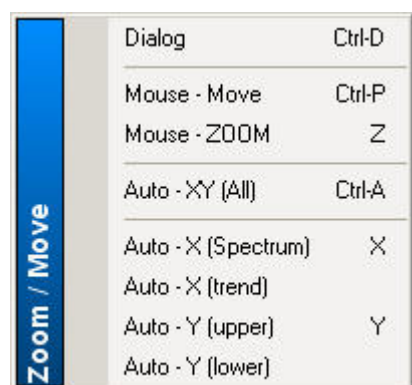 Zoom / Move
Dialog Ctrl-D
Mouse - Move Ctrl-P
Mouse - ZOOM Z
Auto - XY (All) Ctrl-A
Auto - X (Spectrum) X
Auto - X (trend)
Auto - Y (upper) Y
Auto - Y (lower)